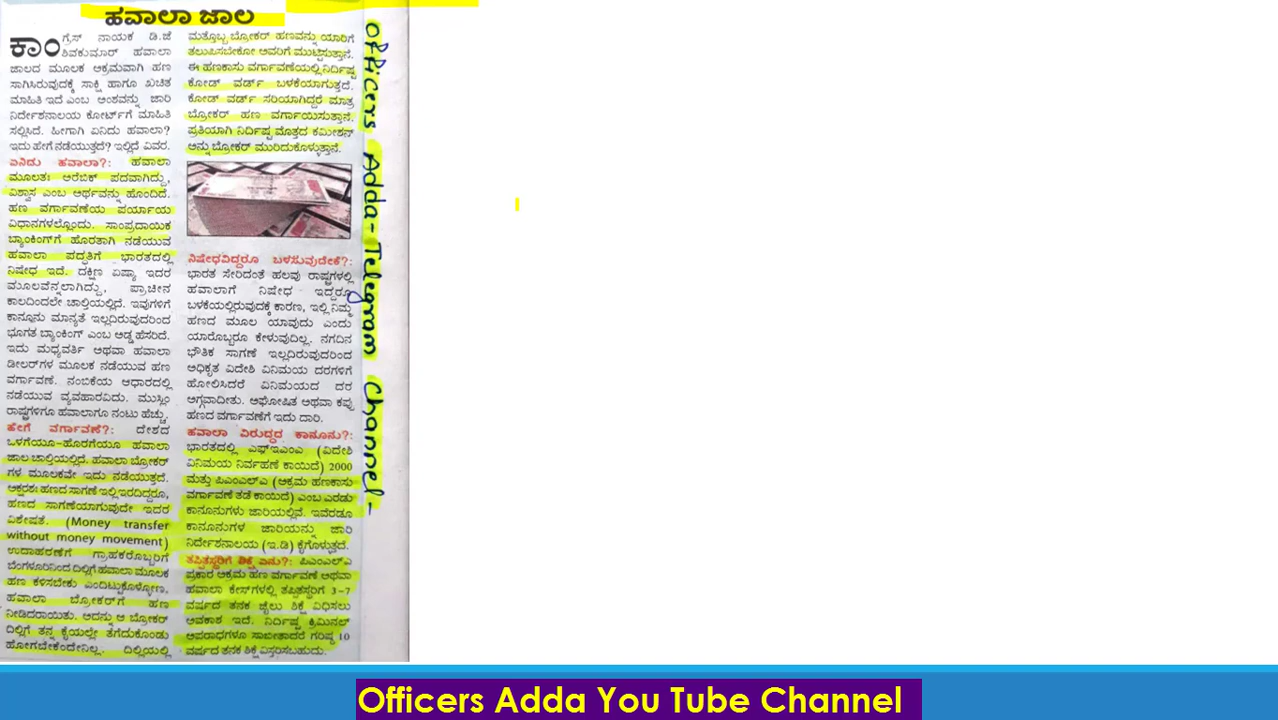 ಹವಾಲಾ ಜಾಲ
ಕಾಂಗ್ರೆಸ್ ನಾಯಕ ಡಿ.ಜೆ
ಶಿವಕುಮಾರ್ ಹವಾಲಾ
ಜಾಲದ ಮೂಲಕ ಅಕ್ರಮವಾಗಿ ಹಣ
ಸಾಗಿಸಿರುವುದಕ್ಕೆ ಸಾಕ್ಷಿ ಹಾಗೂ ಖಚಿತ
ಮಾಹಿತಿ ಇದೆ ಎಂಬ ಅಂಶವನ್ನು ಜಾರಿ
ನಿರ್ದೇಶನಾಲಯ ಕೋರ್ಟ್‌ಗೆ ಮಾಹಿತಿ
ಸಲ್ಲಿಸಿದೆ. ಹೀಗಾಗಿ ಏನಿದು ಹವಾಲಾ?
ಇದು ಹೇಗೆ ನಡೆಯುತ್ತದೆ? ಇಲ್ಲಿದೆ ವಿವರ.
ಏನಿದು ಹವಾಲಾ?: ಹವಾಲಾ
ಮೂಲತಃ ಅರೇಬಿಕ್ ಪದವಾಗಿದ್ದು,
ವಿಶ್ವಾಸ ಎಂಬ ಅರ್ಥವನ್ನು ಹೊಂದಿದೆ.
ಹಣ ವರ್ಗಾವಣೆಯ ಪರ್ಯಾಯ
ವಿಧಾನಗಳಲ್ಲೊಂದು. ಸಾಂಪ್ರದಾಯಿಕ
ಬ್ಯಾಂಕಿಂಗ್‌ಗೆ ಹೊರತಾಗಿ ನಡೆಯುವ
ಹವಾಲಾ ಪದ್ಧತಿಗೆ ಭಾರತದಲ್ಲಿ
ನಿಷೇಧ ಇದೆ. ದಕ್ಷಿಣ ಏಷ್ಯಾ ಇದರ
ಮೂಲವೆನ್ನಲಾಗಿದ್ದು, ಪ್ರಾಚೀನ
ಕಾಲದಿಂದಲೇ ಚಾಲ್ತಿಯಲ್ಲಿದೆ. ಇವುಗಳಿಗೆ
ಕಾನೂನು ಮಾನ್ಯತೆ ಇಲ್ಲದಿರುವುದರಿಂದ
ಭೂಗತ ಬ್ಯಾಂಕಿಂಗ್ ಎಂಬ ಅಡ್ಡ ಹೆಸರಿದೆ.
ಇದು ಮಧ್ಯವರ್ತಿ ಅಥವಾ ಹವಾಲಾ
ಡೀಲರ್‌ಗಳ ಮೂಲಕ ನಡೆಯುವ ಹಣ
ವರ್ಗಾವಣೆ. ನಂಬಿಕೆಯ ಆಧಾರದಲ್ಲಿ
ನಡೆಯುವ ವ್ಯವಹಾರವಿದು. ಮುಸ್ಲಿಂ
ರಾಷ್ಟ್ರಗಳಿಗೂ ಹವಾಲಾಗೂ ನಂಟು ಹೆಚ್ಚು.
ಹೇಗೆ ವರ್ಗಾವಣೆ?: ದೇಶದ
ಒಳಗೆಯೂ-ಹೊರಗೆಯೂ ಹವಾಲಾ
ಜಾಲ ಚಾಲ್ತಿಯಲ್ಲಿದೆ. ಹವಾಲಾ ಬ್ರೋಕರ್
ಗಳ ಮೂಲಕವೇ ಇದು ನಡೆಯುತ್ತದೆ.
ಅಕ್ಷರಶಃ ಹಣದ ಸಾಗಣೆ ಇಲ್ಲಿ ಇರದಿದ್ದರೂ,
ಹಣದ ಸಾಗಣೆಯಾಗುವುದೇ ಇದರ
ವಿಶೇಷತೆ. (Money transfer
without money movement)
ಉದಾಹರಣೆಗೆ ಗ್ರಾಹಕರೊಬ್ಬರಿಗೆ
ಬೆಂಗಳೂರಿನಿಂದ ದಿಲ್ಲಿಗೆ ಹವಾಲಾ ಮೂಲಕ
ಹಣ ಕಳಿಸಬೇಕು ಎಂದಿಟ್ಟುಕೊಳ್ಳೋಣ.
ಹವಾಲಾ ಬ್ರೋಕರ್‌ಗೆ ಹಣ
ನೀಡಿದರಾಯಿತು. ಅದನ್ನು ಆ ಬ್ರೋಕರ್
ದಿಲ್ಲಿಗೆ ತನ್ನ ಕೈಯಲ್ಲೇ ತೆಗೆದುಕೊಂಡು
ಹೋಗಬೇಕೆಂದೇನಿಲ್ಲ. ದಿಲ್ಲಿಯಲ್ಲಿ
ಮತ್ತೊಬ್ಬ ಬ್ರೋಕರ್ ಹಣವನ್ನು ಯಾರಿಗೆ
ತಲುಪಿಸಬೇಕೋ ಅವರಿಗೆ ಮುಟ್ಟಿಸುತ್ತಾನೆ.
ಈ ಹಣಕಾಸು ವರ್ಗಾವಣೆಯಲ್ಲಿ ನಿರ್ದಿಷ್ಟ
ಕೋಡ್ ವರ್ಡ್ ಬಳಕೆಯಾಗುತ್ತದೆ.
ಕೋಡ್ ವರ್ಡ್ ಸರಿಯಾಗಿದ್ದರೆ ಮಾತ್ರ
ಬ್ರೋಕರ್ ಹಣ ವರ್ಗಾಯಿಸುತ್ತಾನೆ.
ಪ್ರತಿಯಾಗಿ ನಿರ್ದಿಷ್ಟ ಮೊತ್ತದ ಕಮೀಶನ್
ಅನ್ನು ಬ್ರೋಕರ್ ಮುರಿದುಕೊಳ್ಳುತ್ತಾನೆ.
ನಿಷೇಧವಿದ್ದರೂ ಬಳಸುವುದೇಕೆ?:
ಭಾರತ ಸೇರಿದಂತೆ ಹಲವು ರಾಷ್ಟ್ರಗಳಲ್ಲಿ
ಹವಾಲಾಗೆ ನಿಷೇಧ ಇದ್ದರೂ
ಬಳಕೆಯಲ್ಲಿರುವುದಕ್ಕೆ ಕಾರಣ, ಇಲ್ಲಿ ನಿಮ್ಮ
ಹಣದ ಮೂಲ ಯಾವುದು ಎಂದು
ಯಾರೊಬ್ಬರೂ ಕೇಳುವುದಿಲ್ಲ. ನಗದಿನ
ಭೌತಿಕ ಸಾಗಣೆ ಇಲ್ಲದಿರುವುದರಿಂದ
ಅಧಿಕೃತ ವಿದೇಶಿ ವಿನಿಮಯ ದರಗಳಿಗೆ
ಹೋಲಿಸಿದರೆ ವಿನಿಮಯದ ದರ
ಅಗ್ಗವಾದೀತು. ಅಘೋಷಿತ ಅಥವಾ ಕಪ್ಪು
ಹಣದ ವರ್ಗಾವಣೆಗೆ ಇದು ದಾರಿ.
ಹವಾಲಾ ವಿರುದ್ಧದ ಕಾನೂನು?:
ಭಾರತದಲ್ಲಿ ಎಫ್‌ಇಎಂಎ (ವಿದೇಶಿ
ವಿನಿಮಯ ನಿರ್ವಹಣೆ ಕಾಯಿದೆ) 2000
ಮತ್ತು ಪಿಎಂಎಲ್ಎ (ಅಕ್ರಮ ಹಣಕಾಸು
ವರ್ಗಾವಣೆ ತಡೆ ಕಾಯಿದೆ) ಎಂಬ ಎರಡು
ಕಾನೂನುಗಳು ಜಾರಿಯಲ್ಲಿವೆ. ಇವೆರಡೂ
ಕಾನೂನುಗಳ ಜಾರಿಯನ್ನು ಜಾರಿ
ನಿರ್ದೇಶನಾಲಯ (ಇ.ಡಿ) ಕೈಗೊಳ್ಳುತ್ತದೆ.
ತಪ್ಪಿತಸ್ಥರಿಗೆ ಶಿಕ್ಷೆ ಏನು?: ಪಿಎಂಎಲ್ಎ
ಪ್ರಕಾರ ಅಕ್ರಮ ಹಣ ವರ್ಗಾವಣೆ ಅಥವಾ
ಹವಾಲಾ ಕೇಸ್‌ಗಳಲ್ಲಿ ತಪ್ಪಿತಸ್ಥರಿಗೆ 3-7
ವರ್ಷದ ತನಕ ಜೈಲು ಶಿಕ್ಷೆ ವಿಧಿಸಲು
ಅವಕಾಶ ಇದೆ. ನಿರ್ದಿಷ್ಟ ಕ್ರಿಮಿನಲ್
ಅಪರಾಧಗಳೂ ಸಾಬೀತಾದರೆ ಗರಿಷ್ಠ 10
ವರ್ಷದ ತನಕ ಶಿಕ್ಷೆ ವಿಸ್ತರಿಸಬಹುದು.
Officers Adda - Telegram Channel -
Officers Adda You Tube Channel